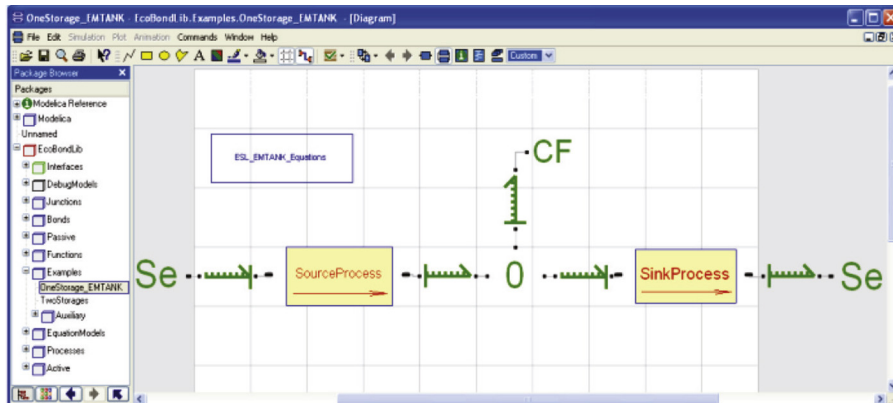 OneStorage_EMTANK - EcoBondLib.Examples.OneStorage_EMTANK - [Diagram]
File Edit Simulation Plot Animation Commands Window Help
Custom
Package Browser
Packages
Modelica Reference
Modelica
Unnamed
EcoBondLib
Interfaces
DebugModels
Junctions
Bonds
Passive
Functions
Examples
OneStorage_EMTANK
TwoStorages
Auxiliary
EquationModels
Processes
Active
ESL_EMTANK_Equations
CF
1
Se SourceProcess 0 SinkProcess Se